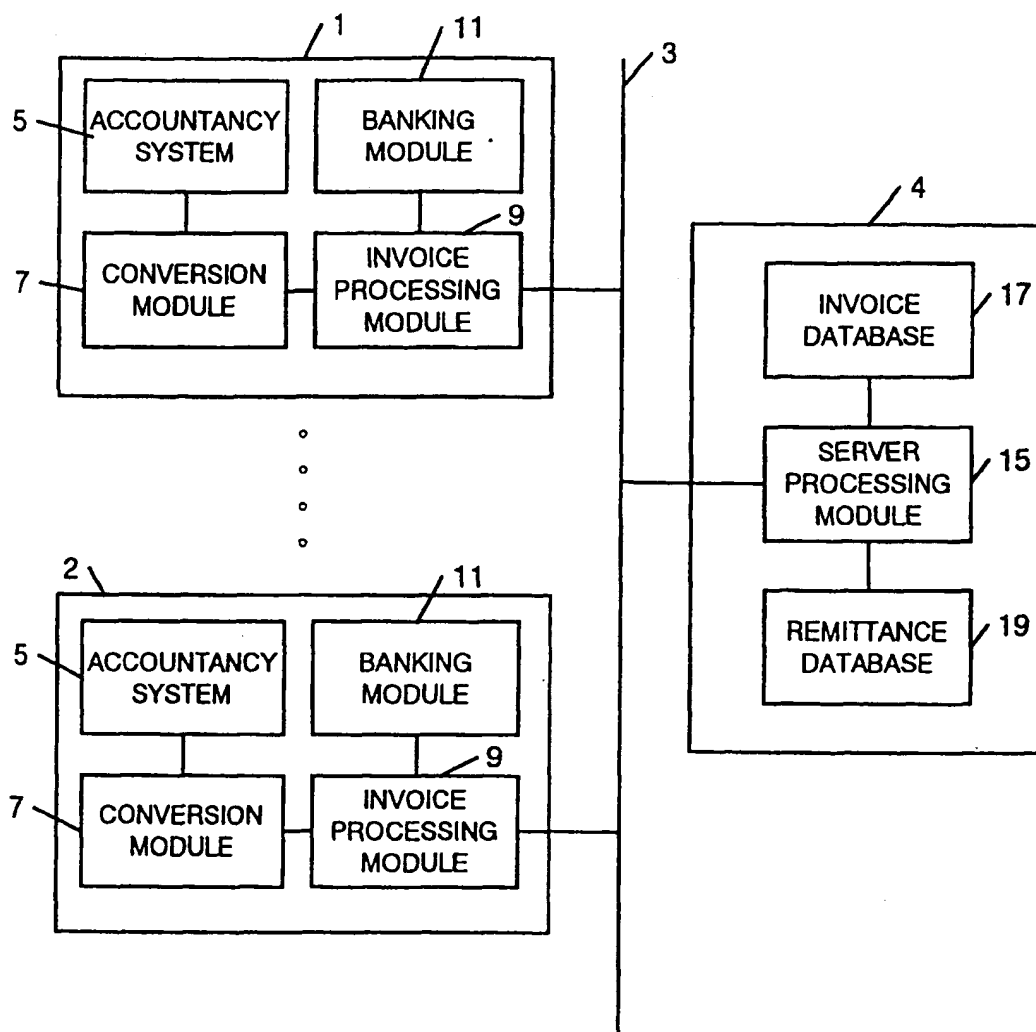 1
11
3
5
ACCOUNTANCY
SYSTEM
BANKING
MODULE
4
9
7
CONVERSION
MODULE
INVOICE
PROCESSING
MODULE
INVOICE
DATABASE
17
SERVER
PROCESSING
MODULE
15
REMITTANCE
DATABASE
19
2
11
5
ACCOUNTANCY
SYSTEM
BANKING
MODULE
9
7
CONVERSION
MODULE
INVOICE
PROCESSING
MODULE